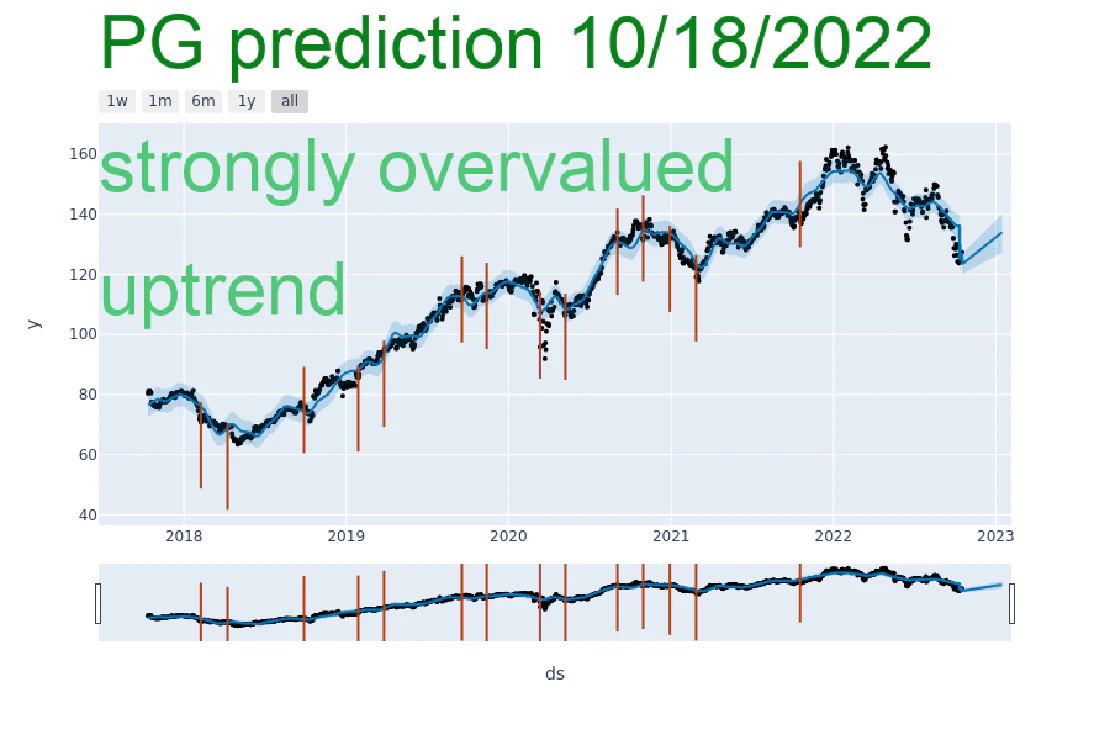 PG prediction 10/18/2022
1w 1m 6m 1y all
160
strongly overvalued
140
120
uptrend
y
100
80
60
40
2018 2019 2020 2021 2022 2023
ds